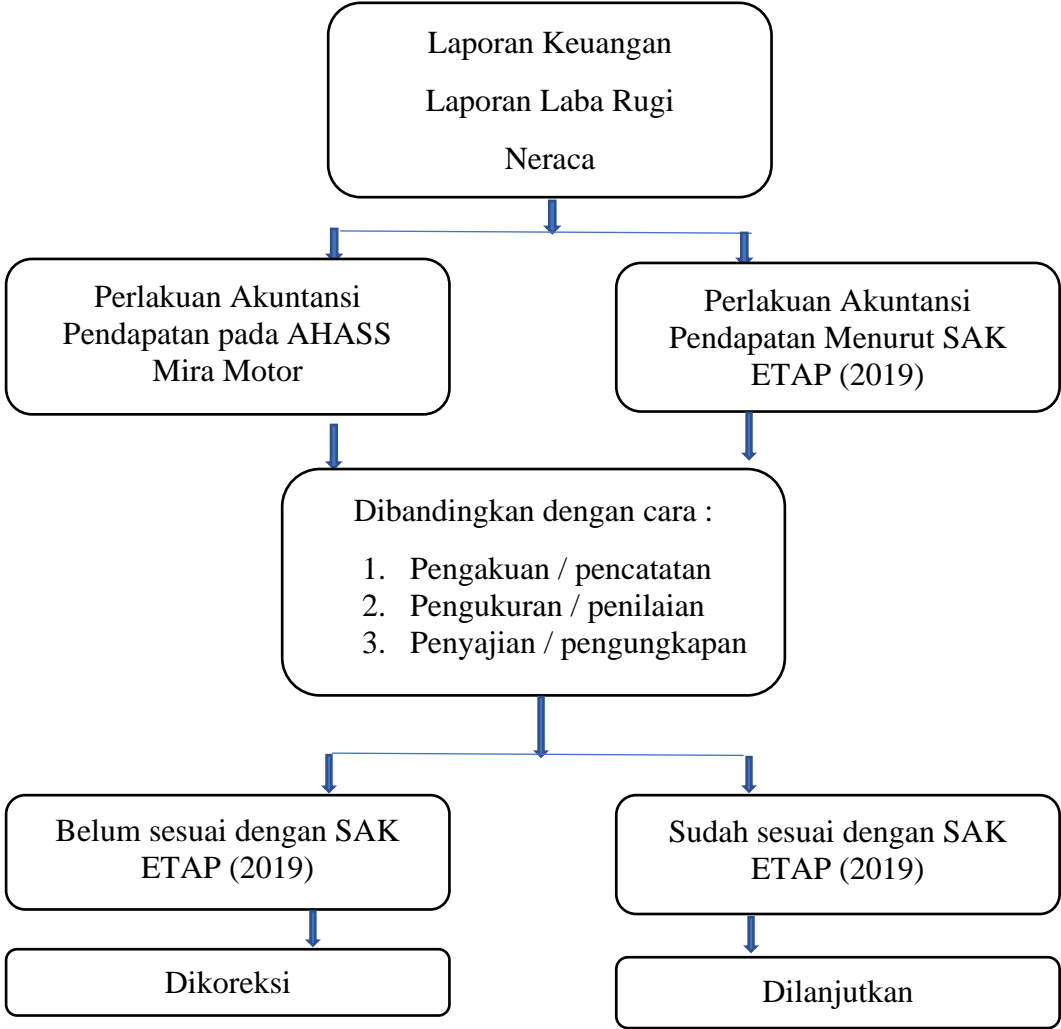 Laporan Keuangan
Laporan Laba Rugi
Neraca
Perlakuan Akuntansi
Pendapatan pada AHASS
Mira Motor
Perlakuan Akuntansi
Pendapatan Menurut SAK
ETAP (2019)
Dibandingkan dengan cara :
1. Pengakuan / pencatatan
2. Pengukuran / penilaian
3. Penyajian / pengungkapan
Belum sesuai dengan SAK
ETAP (2019)
Sudah sesuai dengan SAK
ETAP (2019)
Dikoreksi
Dilanjutkan